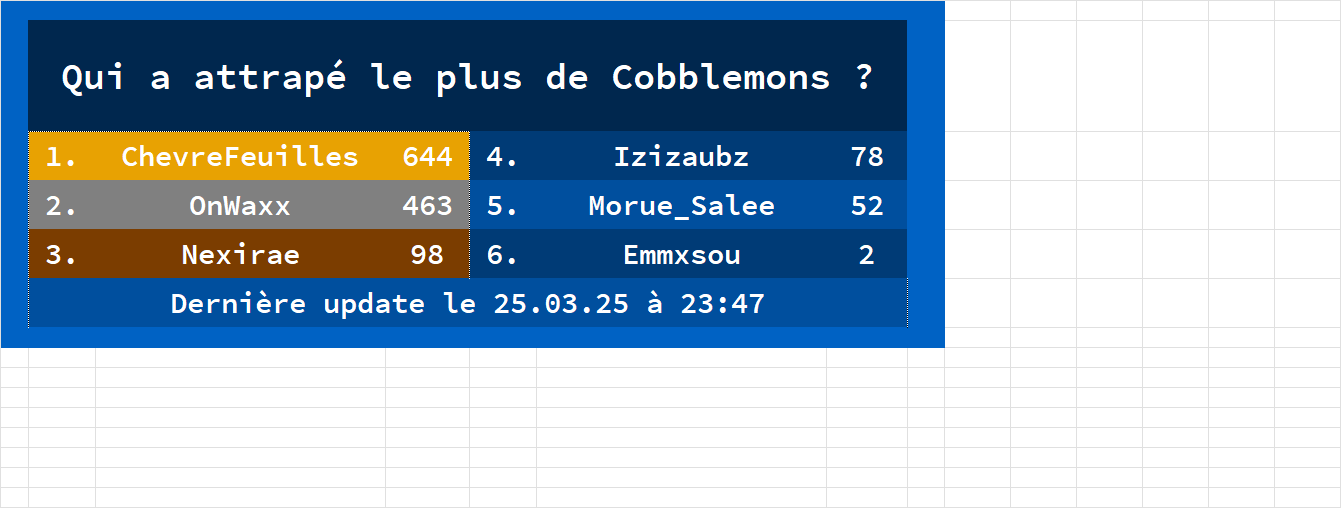 Qui a attrapé le plus de Cobblemons ?
1. ChevreFeuilles 644 4. Izizaubz 78
2. OnWaxx 463 5. Morue_Salee 52
3. Nexirae 98 6. Emmxsou 2
Dernière update le 25.03.25 à 23:47